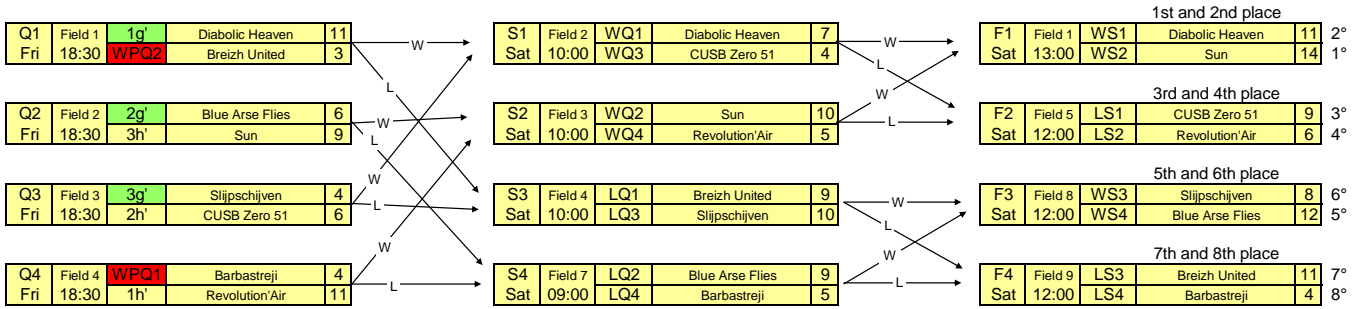 1st and 2nd place
Q1 Field 1 1g' Diabolic Heaven 11 W S1 Field 2 WQ1 Diabolic Heaven 7 W F1 Field 1 WS1 Diabolic Heaven 11 2°
Fri 18:30 WPQ2 Breizh United 3 Sat 10:00 WQ3 CUSB Zero 51 4 L Sat 13:00 WS2 Sun 14 1°
L W 3rd and 4th place
Q2 Field 2 2g' Blue Arse Flies 6 W S2 Field 3 WQ2 Sun 10 L F2 Field 5 LS1 CUSB Zero 51 9 3°
Fri 18:30 3h' Sun 9 L Sat 10:00 WQ4 Revolution'Air 5 Sat 12:00 LS2 Revolution'Air 6 4°
W 5th and 6th place
Q3 Field 3 3g' Slijpschijven 4 L S3 Field 4 LQ1 Breizh United 9 W F3 Field 8 WS3 Slijpschijven 8 6°
Fri 18:30 2h' CUSB Zero 51 6 Sat 10:00 LQ3 Slijpschijven 10 L Sat 12:00 WS4 Blue Arse Flies 12 5°
W W 7th and 8th place
Q4 Field 4 WPQ1 Barbastreji 4 L S4 Field 7 LQ2 Blue Arse Flies 9 L F4 Field 9 LS3 Breizh United 11 7°
Fri 18:30 1h' Revolution'Air 11 Sat 09:00 LQ4 Barbastreji 5 Sat 12:00 LS4 Barbastreji 4 8°